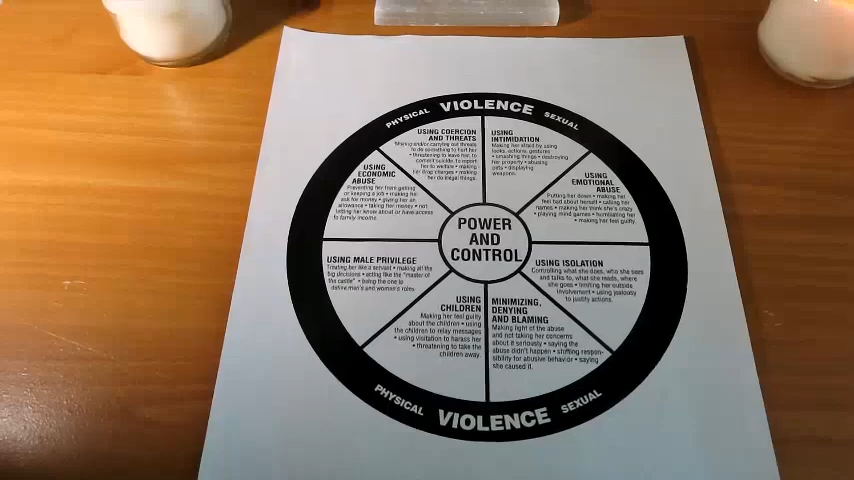 PHYSICAL VIOLENCE SEXUAL
USING COERCION
AND THREATS
Making and/or carrying out threats
to do something to hurt her
• threatening to leave her, to
commit suicide, to report
her to welfare • making
her drop charges • making
her do illegal things.
USING
INTIMIDATION
Making her afraid by using
looks, actions, gestures
• smashing things • destroying
her property • abusing
pets • displaying
weapons.
USING
ECONOMIC
ABUSE
Preventing her from getting
or keeping a job • making her
ask for money • giving her an
allowance • taking her money • not
letting her know about or have access
to family income.
USING
EMOTIONAL
ABUSE
Putting her down • making her
feel bad about herself • calling her
names • making her think she's crazy
• playing mind games • humiliating her
• making her feel guilty.
POWER
AND
CONTROL
USING MALE PRIVILEGE
Treating her like a servant • making all the
big decisions • acting like the "master of
the castle" • being the one to
define men's and women's roles.
USING ISOLATION
Controlling what she does, who she sees
and talks to, what she reads, where
she goes • limiting her outside
involvement • using jealousy
to justify actions.
USING
CHILDREN
Making her feel guilty
about the children • using
the children to relay messages
• using visitation to harass her
• threatening to take the
children away.
MINIMIZING,
DENYING
AND BLAMING
Making light of the abuse
and not taking her concerns
about it seriously • saying the
abuse didn't happen • shifting respon-
sibility for abusive behavior • saying
she caused it.
PHYSICAL VIOLENCE SEXUAL